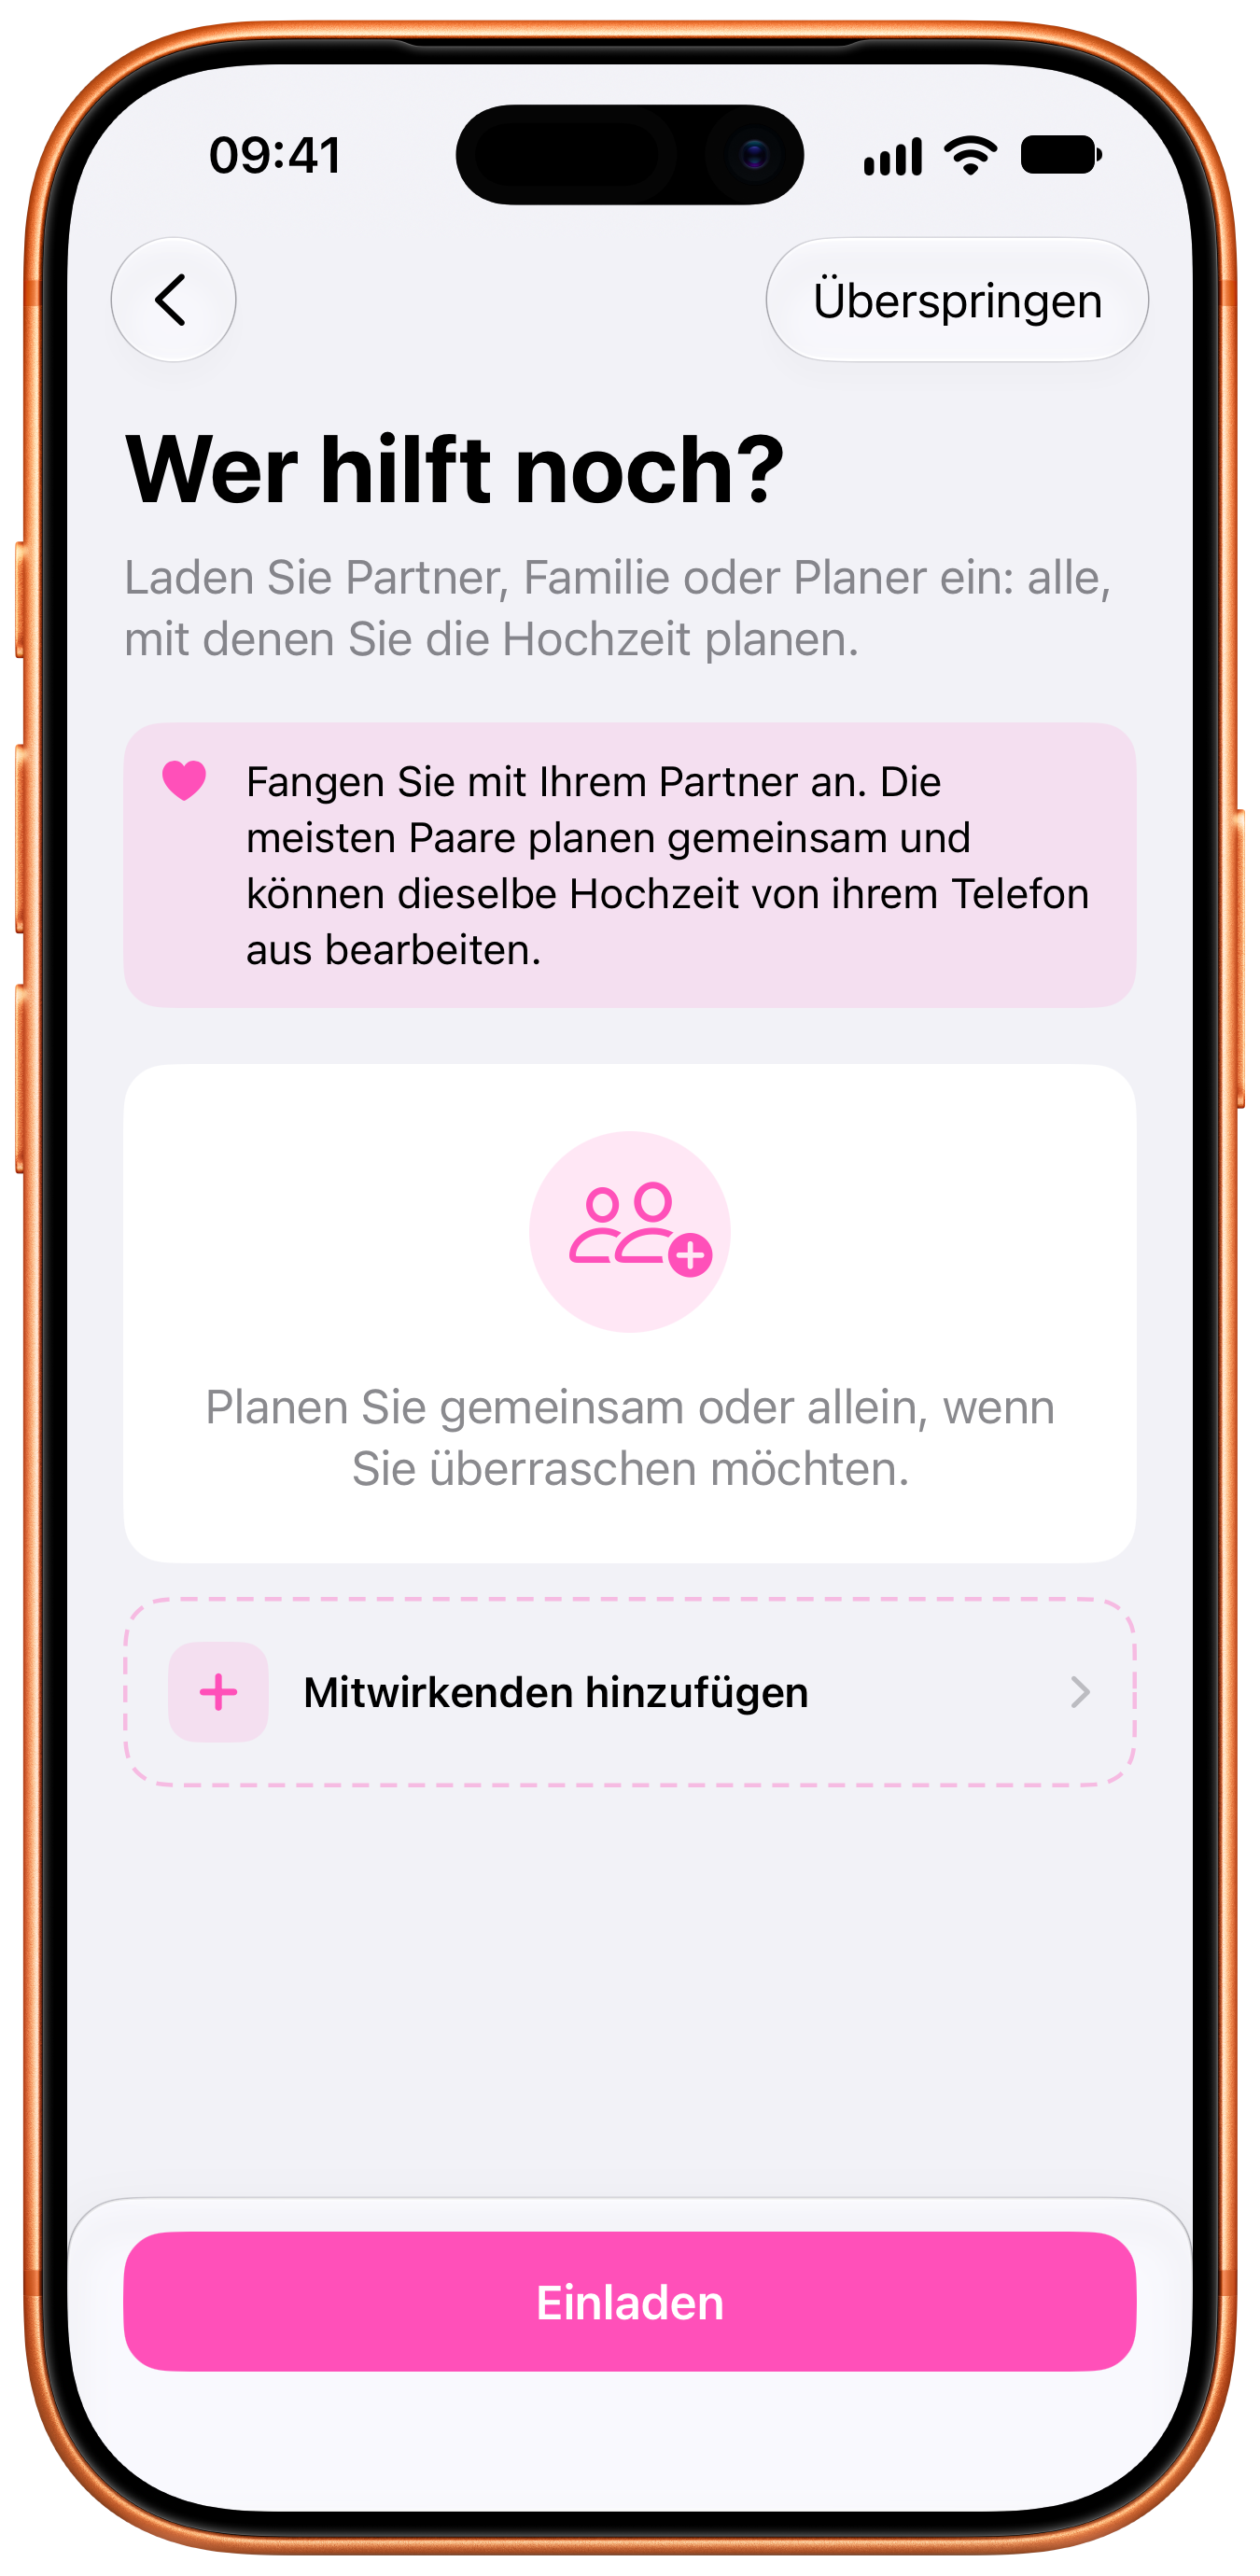 09:41
Überspringen
Wer hilft noch?
Laden Sie Partner, Familie oder Planer ein: alle,
mit denen Sie die Hochzeit planen.
Fangen Sie mit Ihrem Partner an. Die
meisten Paare planen gemeinsam und
können dieselbe Hochzeit von ihrem Telefon
aus bearbeiten.
Planen Sie gemeinsam oder allein, wenn
Sie überraschen möchten.
Mitwirkenden hinzufügen
Einladen